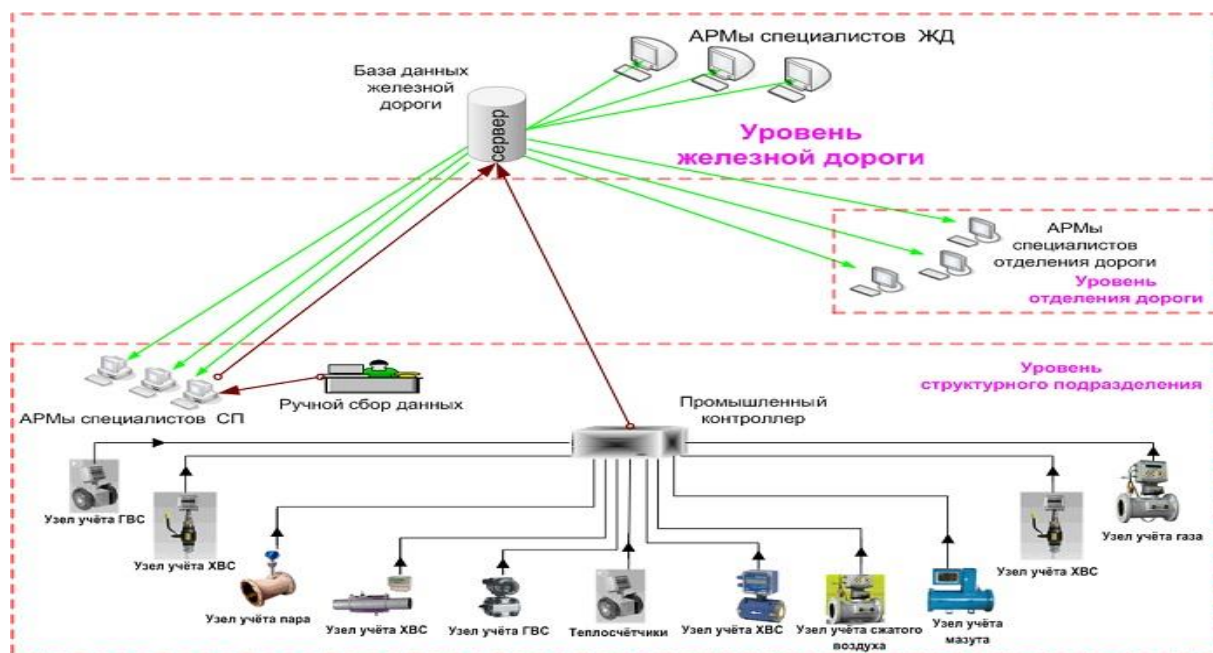 АРМы специалистов ЖД
База данных
железной
дороги
сервер
Уровень
железной дороги
АРМы
специалистов
отделения дороги
Уровень
отделения дороги
Уровень
структурного подразделения
АРМы специалистов СП
Ручной сбор данных
Промышленный
контроллер
Узел учёта ГВС
Узел учёта ХВС
Узел учёта пара
Узел учёта ХВС
Узел учёта ГВС
Теплосчётчики
Узел учёта ХВС
Узел учёта сжатого
воздуха
Узел учёта
мазута
Узел учёта ХВС
Узел учёта газа